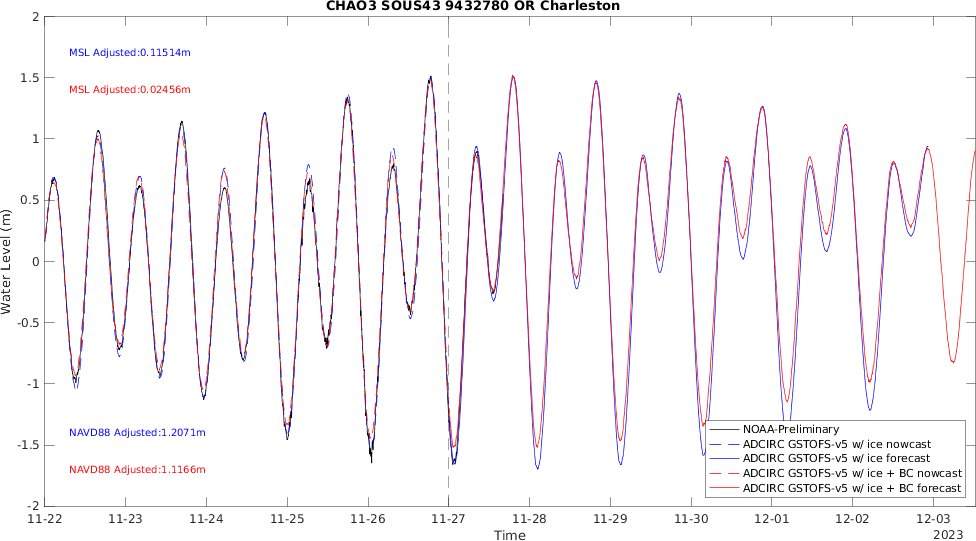 CHAO3 SOUS43 9432780 OR Charleston
2
1.5
1
0.5
0
-0.5
-1
-1.5
-2
Water Level (m)
MSL Adjusted:0.11514m
MSL Adjusted:0.02456m
NAVD88 Adjusted:1.2071m
NAVD88 Adjusted:1.1166m
NOAA-Preliminary
ADCIRC GSTOFS-v5 w/ ice nowcast
ADCIRC GSTOFS-v5 w/ ice forecast
ADCIRC GSTOFS-v5 w/ ice + BC nowcast
ADCIRC GSTOFS-v5 w/ ice + BC forecast
11-22 11-23 11-24 11-25 11-26 11-27 11-28 11-29 11-30 12-01 12-02 12-03
2023
Time